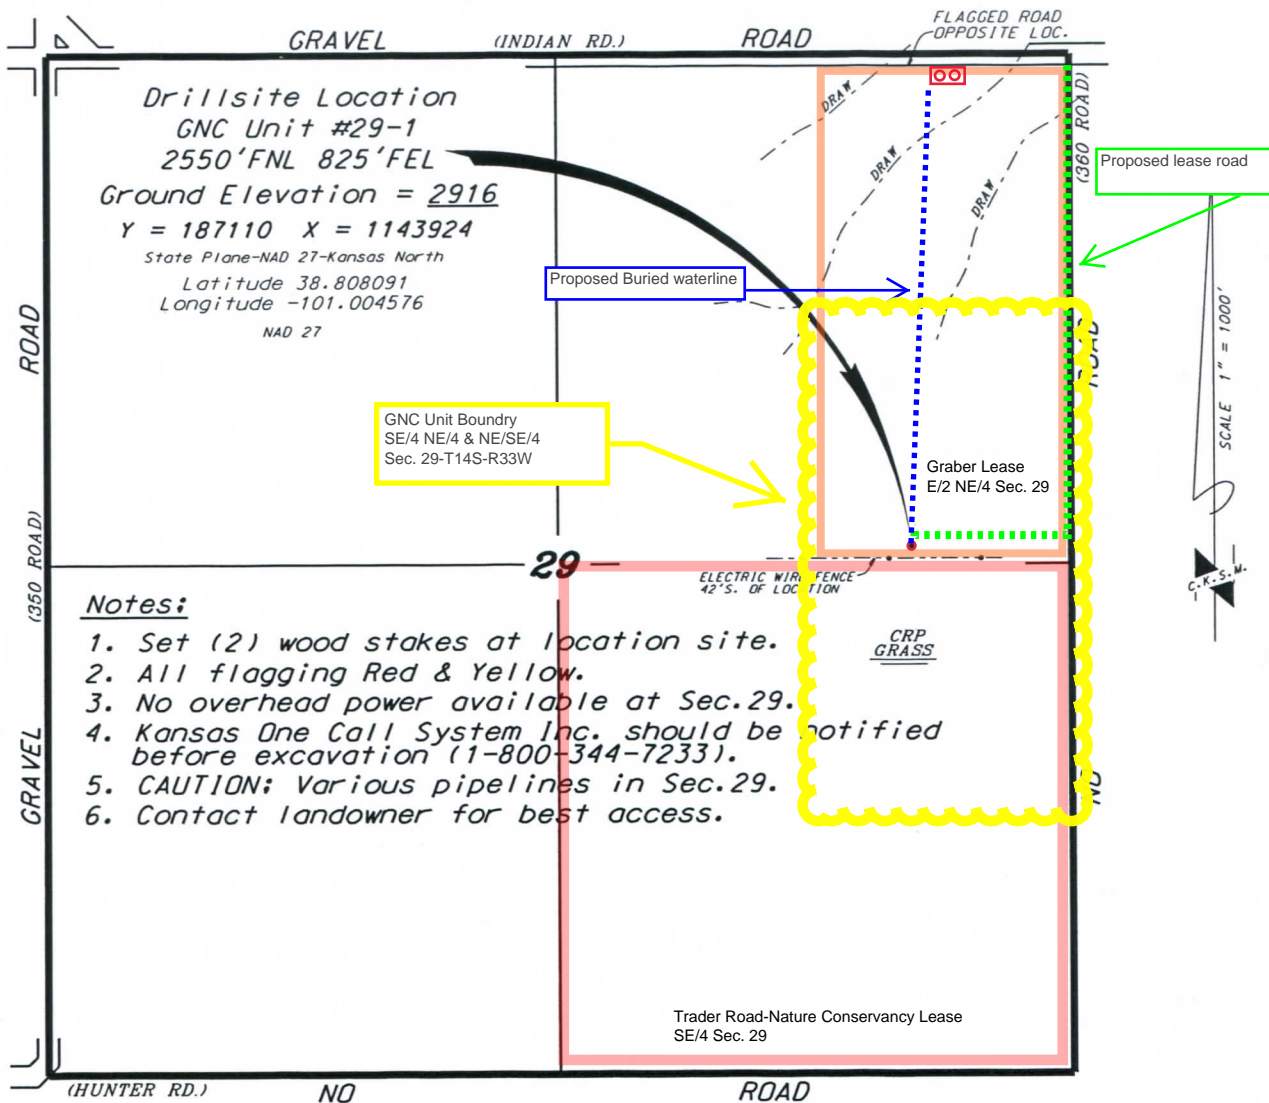 FLAGGED ROAD
OPPOSITE LOC.
GRAVEL (INDIAN RD.) ROAD
Drillsite Location
GNC Unit #29-1
2550'FNL 825'FEL
Ground Elevation = 2916
Y = 187110 X = 1143924
State Plane-NAD 27-Kansas North
Latitude 38.808091
Longitude -101.004576
NAD 27
DRAW
DRAW
DRAW
(360 ROAD)
Proposed lease road
Proposed Buried waterline
ROAD
ROAD
SCALE 1" = 1000'
GNC Unit Boundry
SE/4 NE/4 & NE/SE/4
Sec. 29-T14S-R33W
Graber Lease
E/2 NE/4 Sec. 29
(350 ROAD)
29
ELECTRIC WIRE FENCE
42'S. OF LOCATION
C.K.S.M.
CRP
GRASS
Notes:
1. Set (2) wood stakes at location site.
2. All flagging Red & Yellow.
3. No overhead power available at Sec.29.
4. Kansas One Call System Inc. should be notified
before excavation (1-800-344-7233).
5. CAUTION: Various pipelines in Sec.29.
6. Contact landowner for best access.
GRAVEL
NO
Trader Road-Nature Conservancy Lease
SE/4 Sec. 29
(HUNTER RD.) NO ROAD